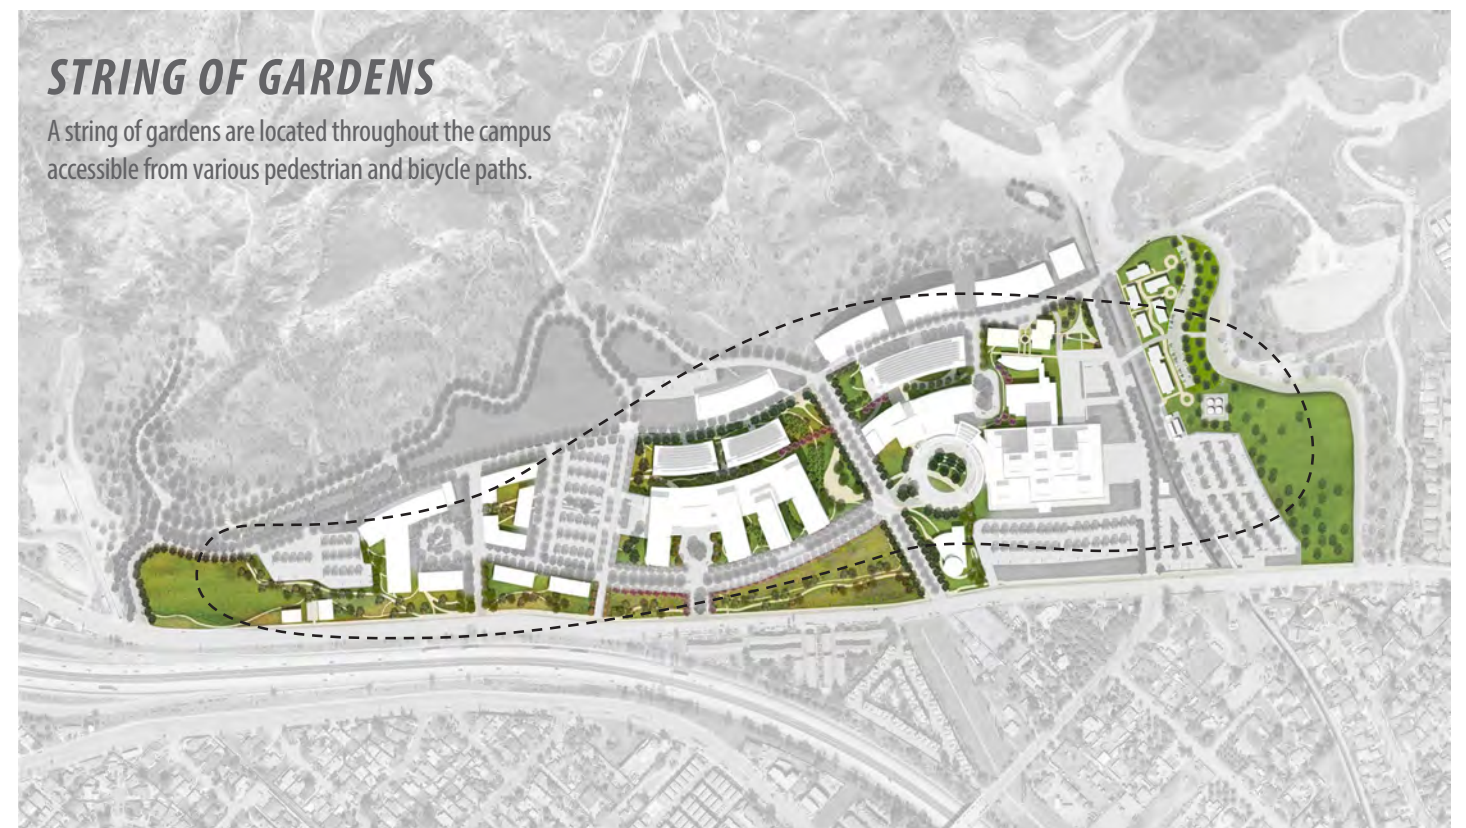 STRING OF GARDENS
A string of gardens are located throughout the campus
accessible from various pedestrian and bicycle paths.